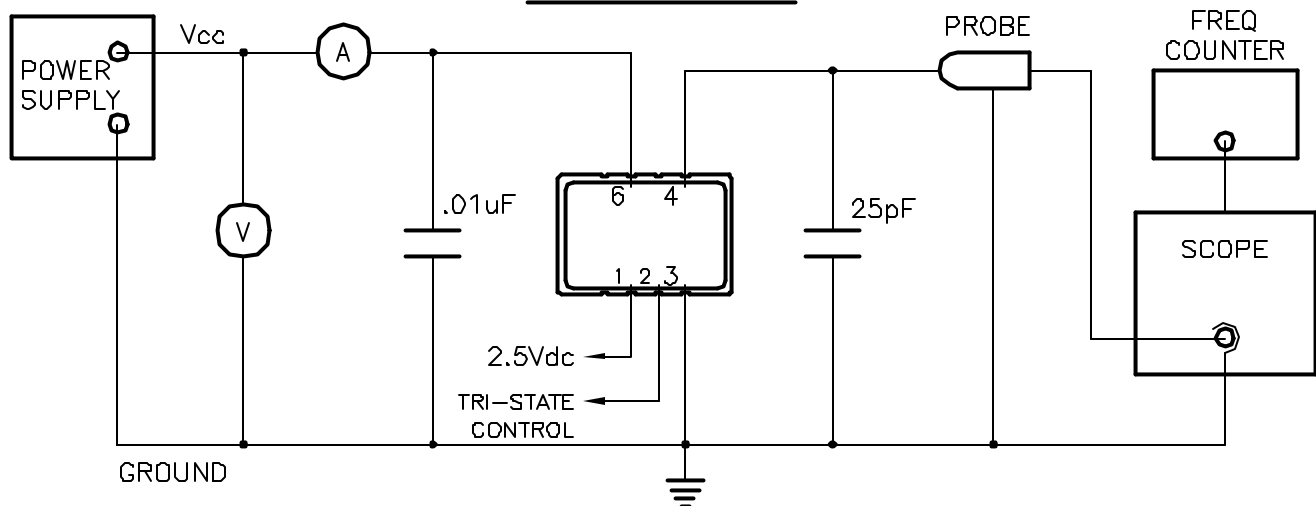 POWER
SUPPLY
Vcc
A
V
.01uF
6 4
1 2 3
2.5Vdc
TRI-STATE
CONTROL
GROUND
25pF
PROBE
FREQ
COUNTER
SCOPE